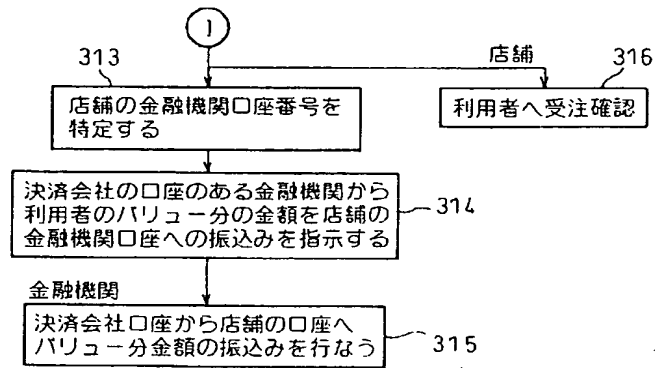 1
店舗
313
316
店舗の金融機関口座番号を
特定する
利用者へ受注確認
決済会社の口座のある金融機関から
利用者のバリュー分の金額を店舗の
金融機関口座への振込みを指示する
314
金融機関
決済会社口座から店舗の口座へ
バリュー分金額の振込みを行なう
315